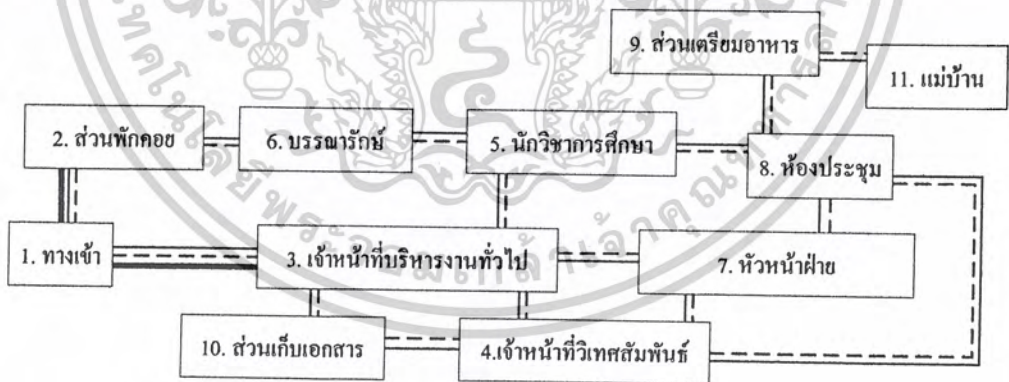 9. ส่วนเตรียมอาหาร
11. แม่บ้าน
2. ส่วนพักคอย
6. บรรณารักษ์
5. นักวิชาการศึกษา
8. ห้องประชุม
1. ทางเข้า
3. เจ้าหน้าที่บริหารงานทั่วไป
7. หัวหน้าฝ่าย
10. ส่วนเก็บเอกสาร
4.เจ้าหน้าที่วิเทศสัมพันธ์